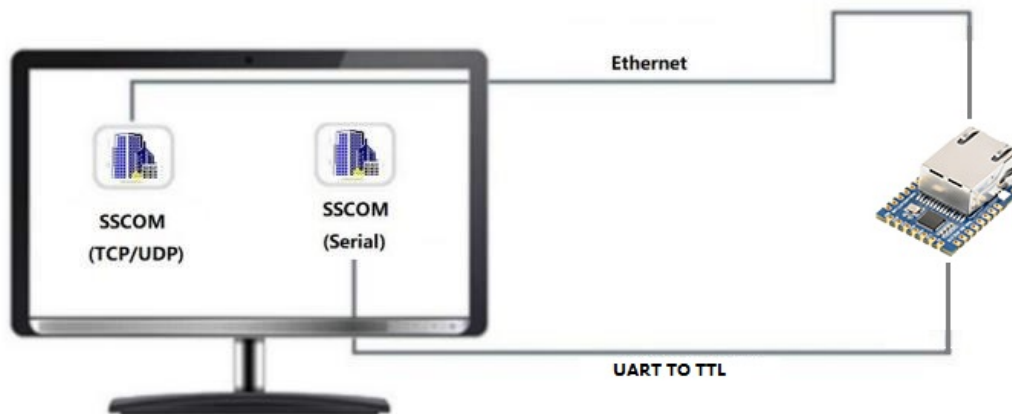 Ethernet
SSCOM
(TCP/UDP)
SSCOM
(Serial)
UART TO TTL